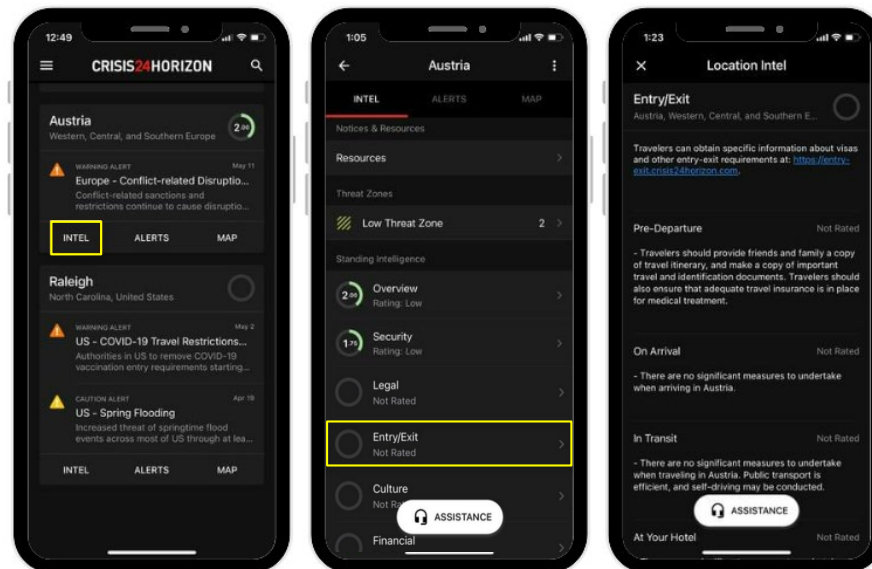 12:49
CRISIS24HORIZON
Austria
Western, Central, and Southern Europe
2.00
WARNING ALERT
May 11
Europe - Conflict-related Disruptio...
Conflict-related sanctions and
restrictions continue to cause disruptio...
INTEL
ALERTS
MAP
Raleigh
North Carolina, United States
WARNING ALERT
May 2
US - COVID-19 Travel Restrictions...
Authorities in US to remove COVID-19
vaccination entry requirements starting...
CAUTION ALERT
Apr 19
US - Spring Flooding
Increased threat of springtime flood
events across most of US through at lea...
INTEL
ALERTS
MAP
1:05
Austria
INTEL
ALERTS
MAP
Notices & Resources
Resources
Threat Zones
Low Threat Zone
2
Standing Intelligence
2.00
Overview
Rating: Low
1.75
Security
Rating: Low
Legal
Not Rated
Entry/Exit
Not Rated
Culture
Not
ASSISTANCE
Financial
1:23
Location Intel
Entry/Exit
Austria, Western, Central, and Southern E...
Travelers can obtain specific information about visas
and other entry-exit requirements at: https://entry-
exit.crisis24horizon.com.
Pre-Departure
Not Rated
- Travelers should provide friends and family a copy
of travel itinerary, and make a copy of important
travel and identification documents. Travelers should
also ensure that adequate travel insurance is in place
for medical treatment.
On Arrival
Not Rated
- There are no significant measures to undertake
when arriving in Austria.
In Transit
Not Rated
- There are no significant measures to undertake
when traveling in Austria. Public transport is
efficient, and self-driving may be conducted.
ASSISTANCE
At Your Hotel
Not Rated